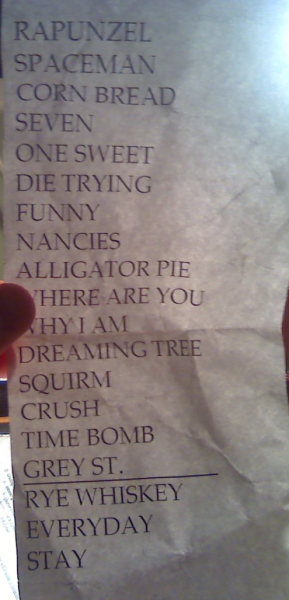 RAPUNZEL
SPACEMAN
CORN BREAD
SEVEN
ONE SWEET
DIE TRYING
FUNNY
NANCIES
ALLIGATOR PIE
WHERE ARE YOU
WHY I AM
DREAMING TREE
SQUIRM
CRUSH
TIME BOMB
GREY ST.
RYE WHISKEY
EVERYDAY
STAY